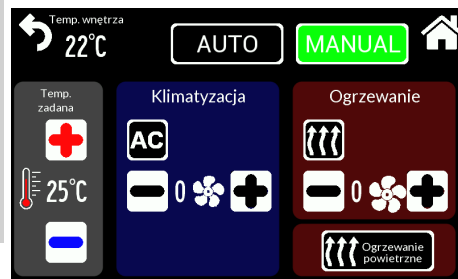 Temp. wnętrza
22°C
AUTO
MANUAL
Temp.
zadana
25°C
Klimatyzacja
AC
0
Ogrzewanie
0
Ogrzewanie
powietrzne